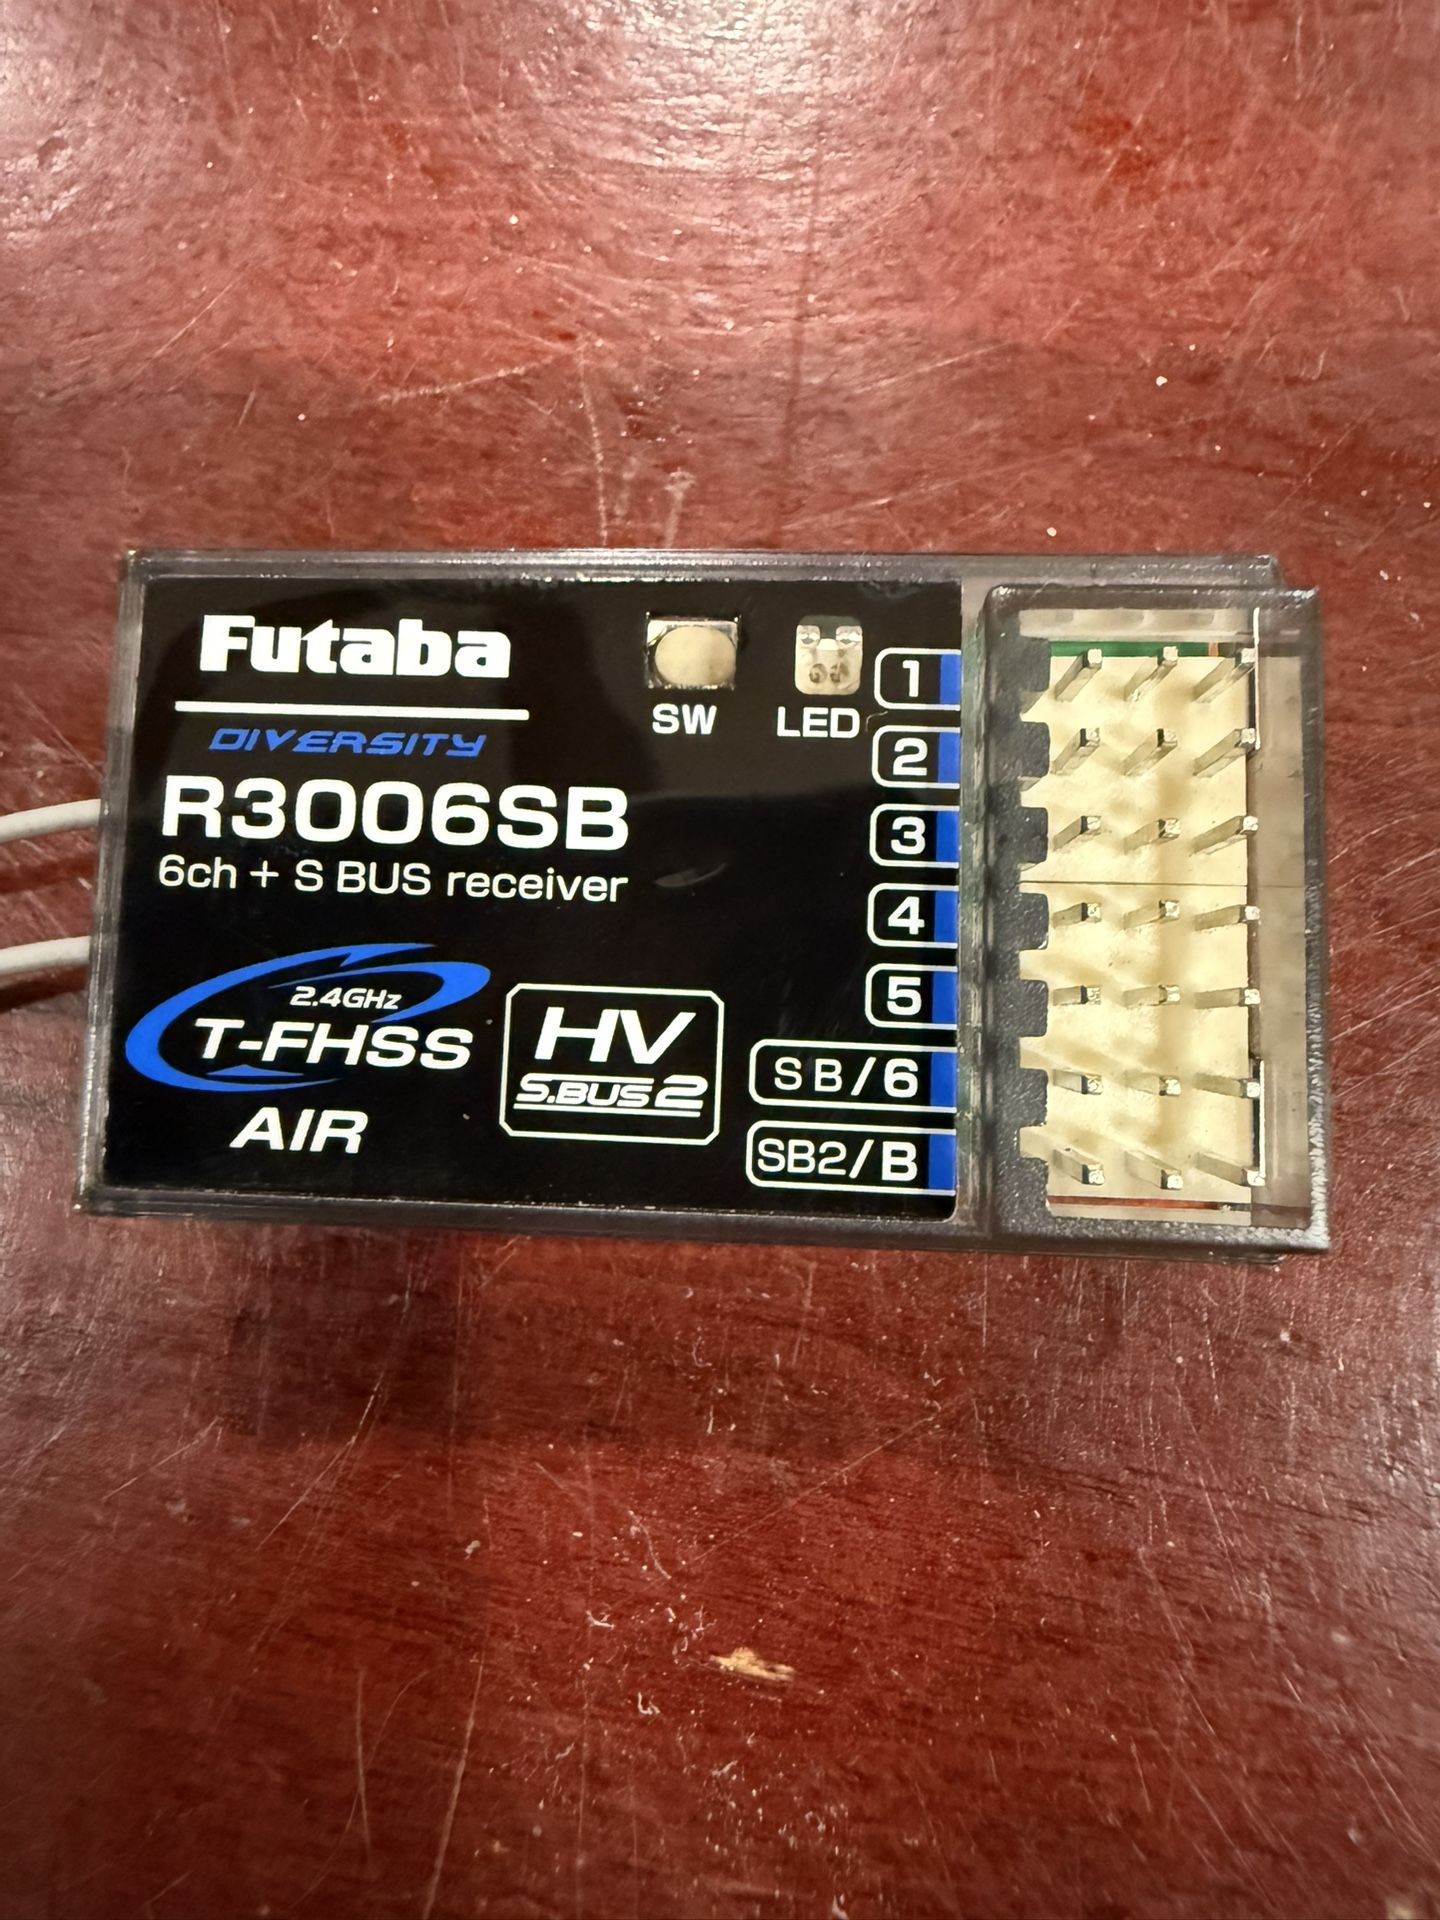 Futaba
DIVERSITY
R3006SB
6ch + S BUS receiver
2.4GHz
T-FHSS
AIR
HV
S.BUS2
SW
LED
1
2
3
4
5
SB/6
SB2/B